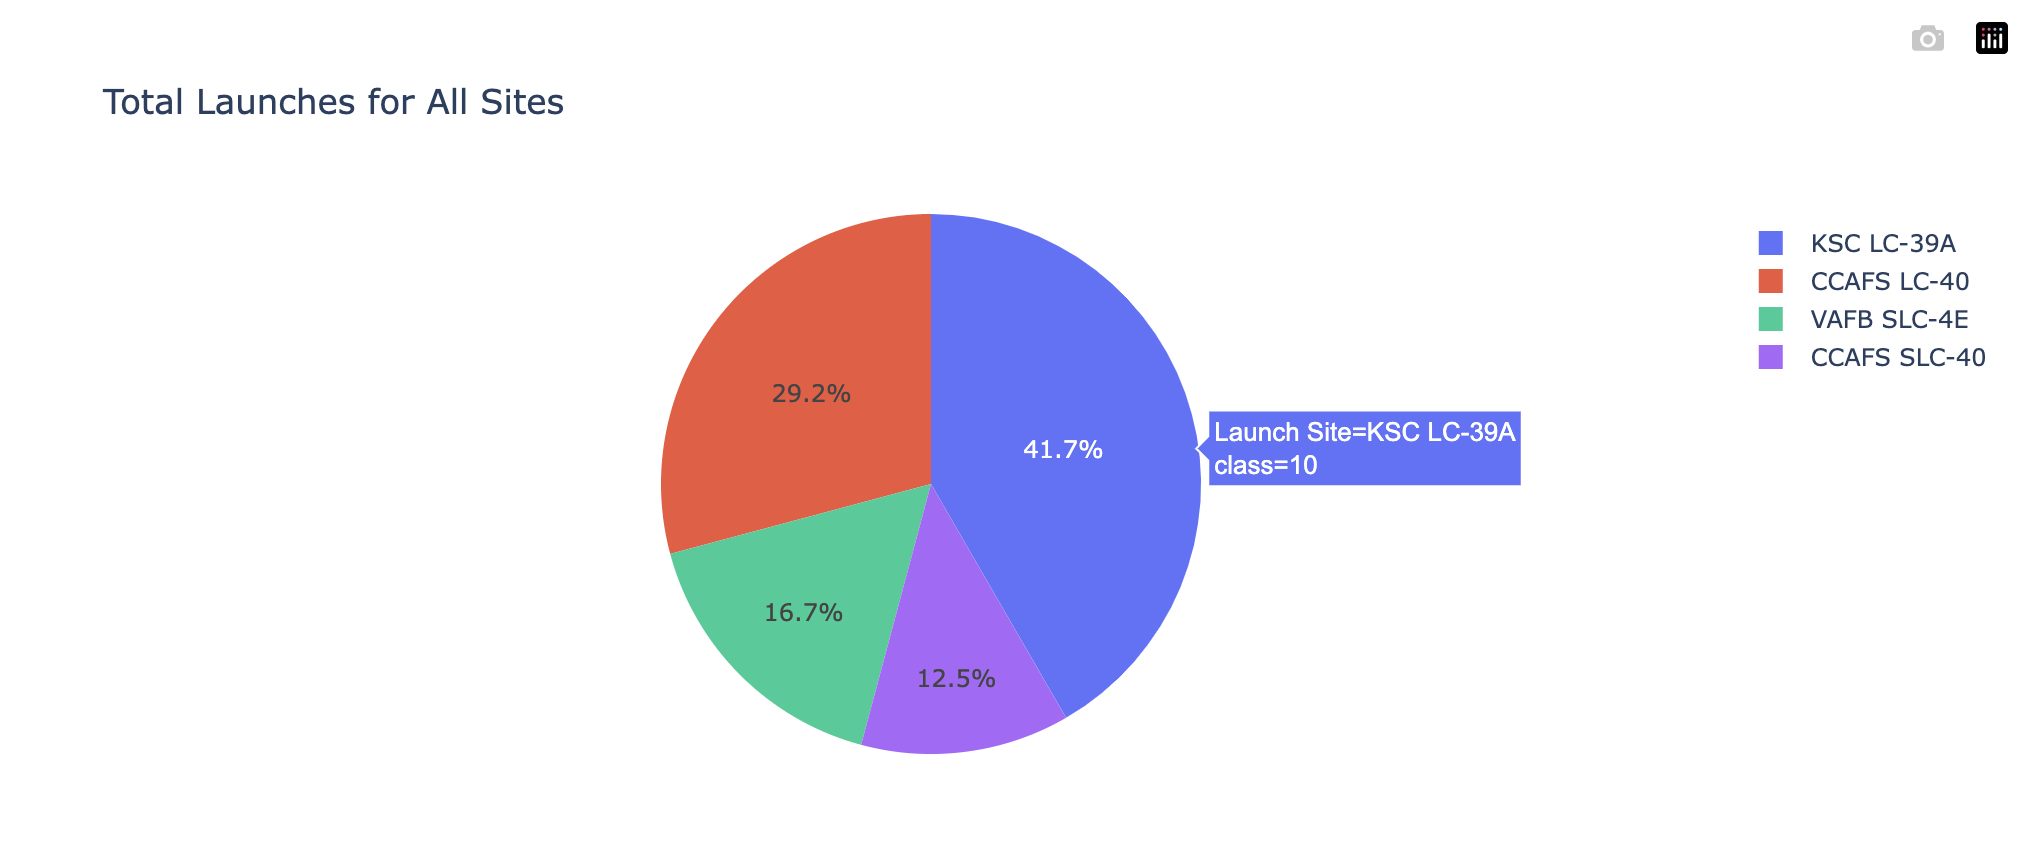 Total Launches for All Sites
KSC LC-39A
CCAFS LC-40
VAFB SLC-4E
CCAFS SLC-40
29.2%
41.7%
Launch Site=KSC LC-39A
class=10
16.7%
12.5%